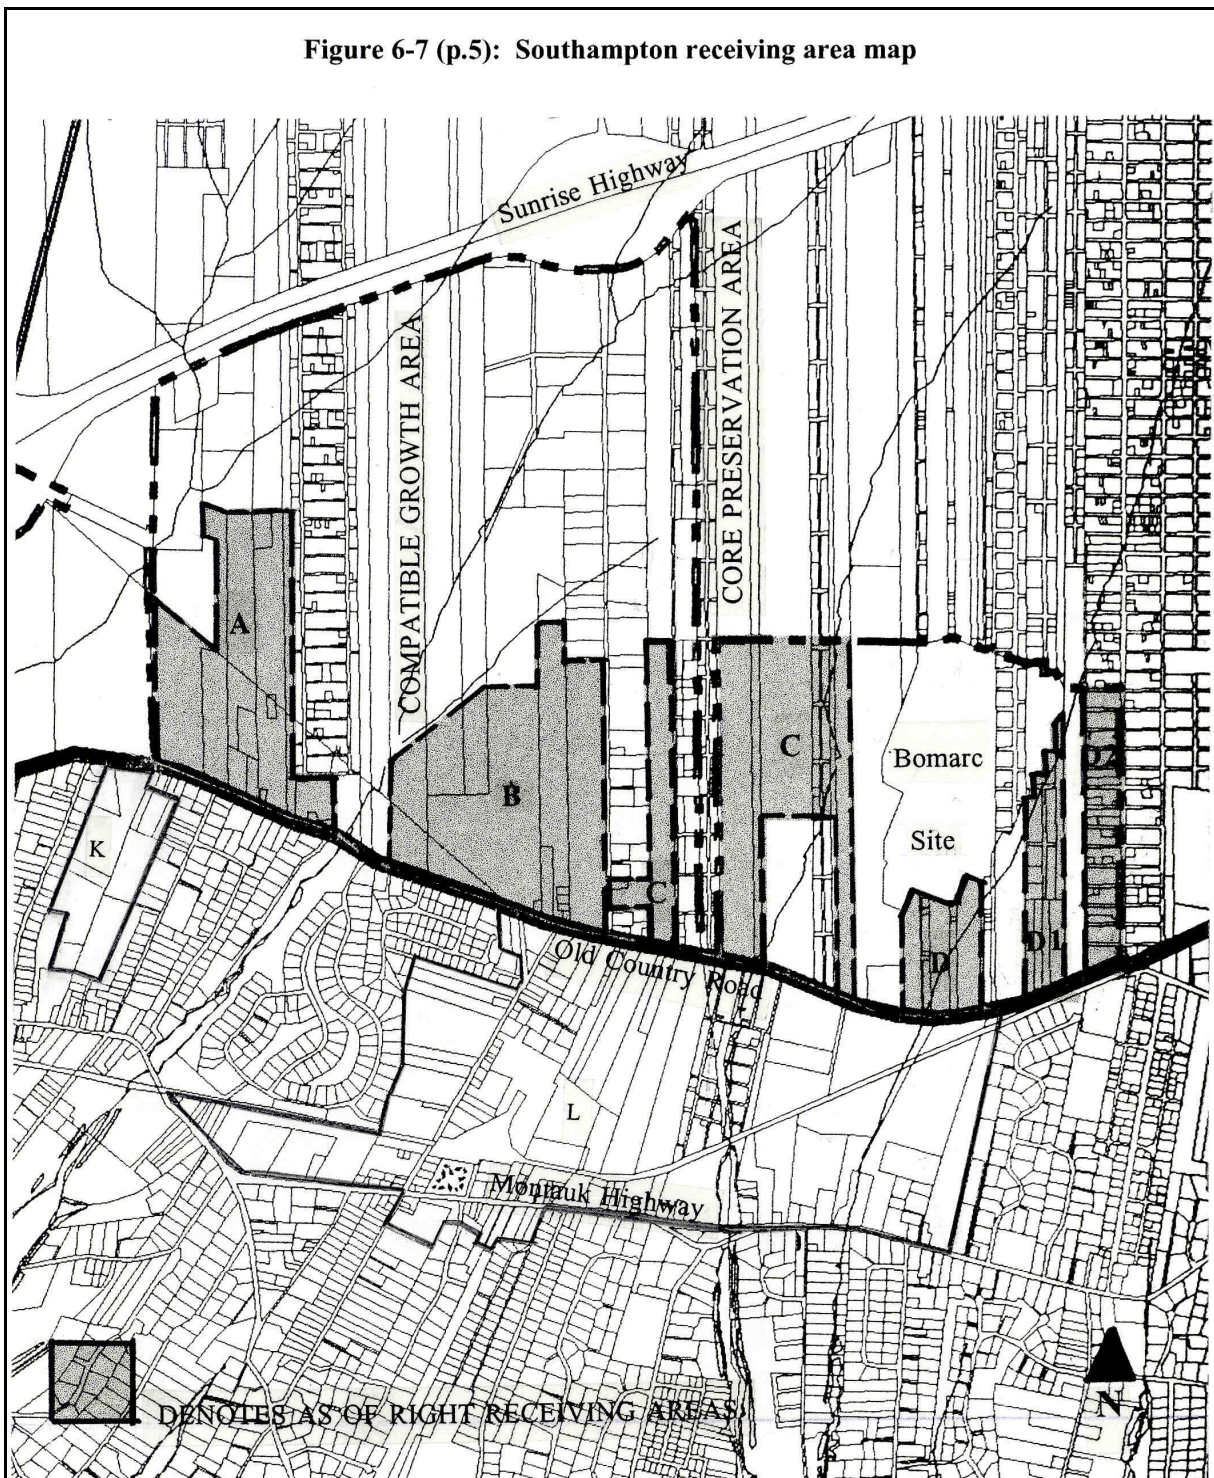 Figure 6-7 (p.5): Southampton receiving area map
Sunrise Highway
COMPATIBLE GROWTH AREA
CORE PRESERVATION AREA
A
B
C
C
Bomarc
Site
D
D1
D2
K
Old Country Road
L
Montauk Highway
DENOTES AS OF RIGHT RECEIVING AREAS
N